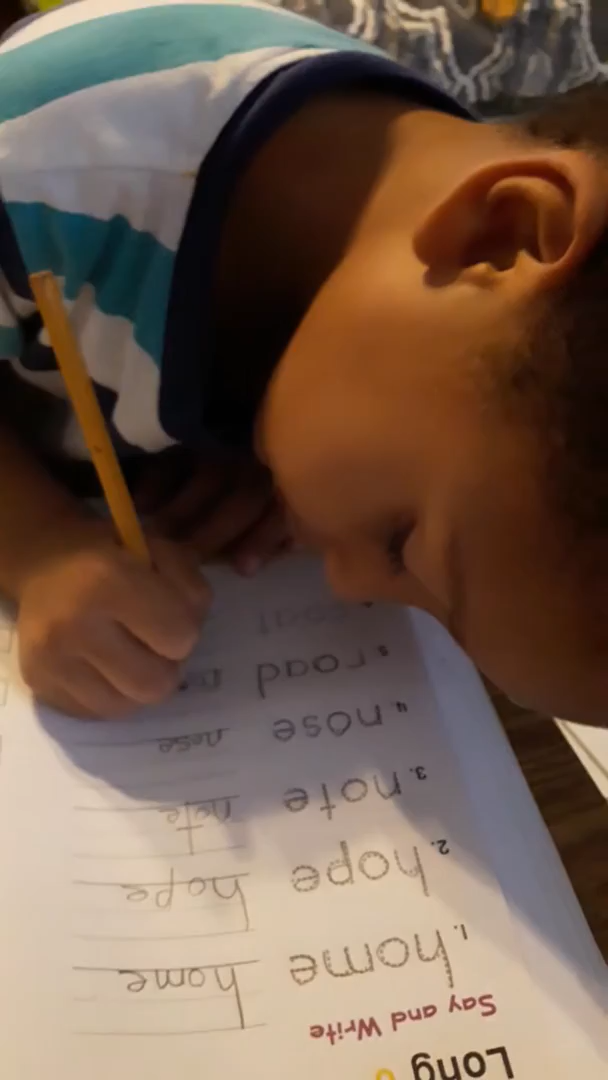 Long o
Say and Write
1. home home
2. hope hope
3. note note
4. nose nose
5. road